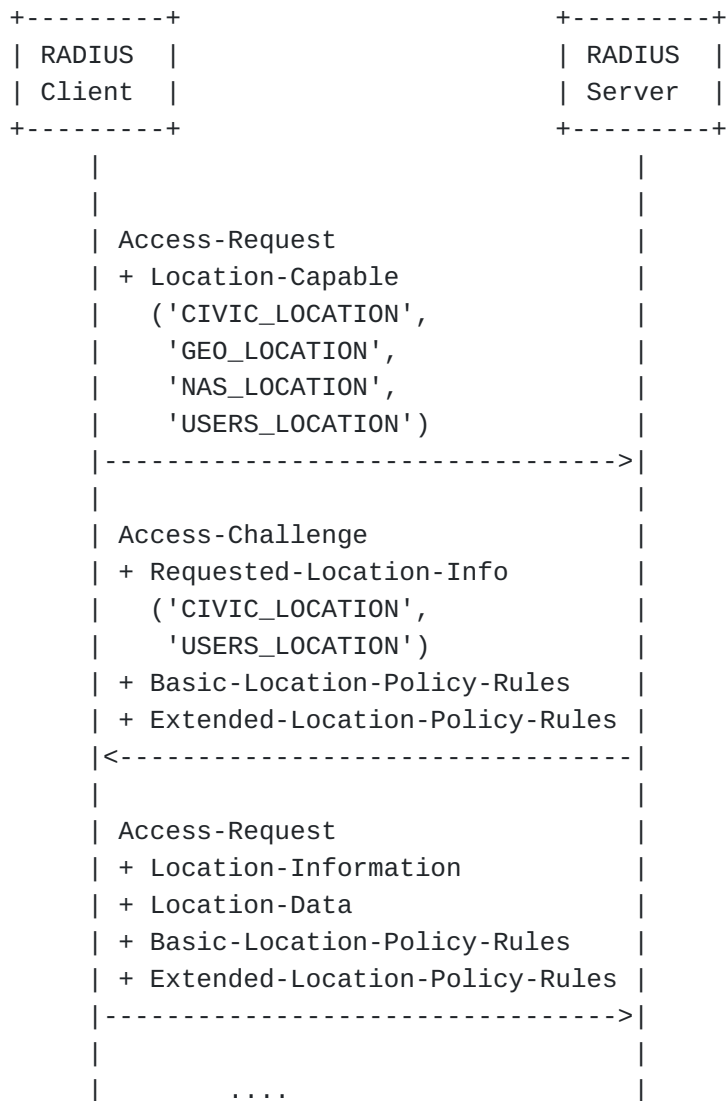 +---------+                        +---------+
| RADIUS  |                        | RADIUS  |
| Client  |                        | Server  |
+---------+                        +---------+
     |                                  |
     |                                  |
     | Access-Request                   |
     | + Location-Capable               |
     |   ('CIVIC_LOCATION',             |
     |    'GEO_LOCATION',               |
     |    'NAS_LOCATION',               |
     |    'USERS_LOCATION')             |
     |--------------------------------->|
     |                                  |
     | Access-Challenge                 |
     | + Requested-Location-Info        |
     |   ('CIVIC_LOCATION',             |
     |    'USERS_LOCATION')             |
     | + Basic-Location-Policy-Rules    |
     | + Extended-Location-Policy-Rules |
     |<---------------------------------|
     |                                  |
     | Access-Request                   |
     | + Location-Information           |
     | + Location-Data                  |
     | + Basic-Location-Policy-Rules    |
     | + Extended-Location-Policy-Rules |
     |--------------------------------->|
     |                                  |
     |        ....                      |